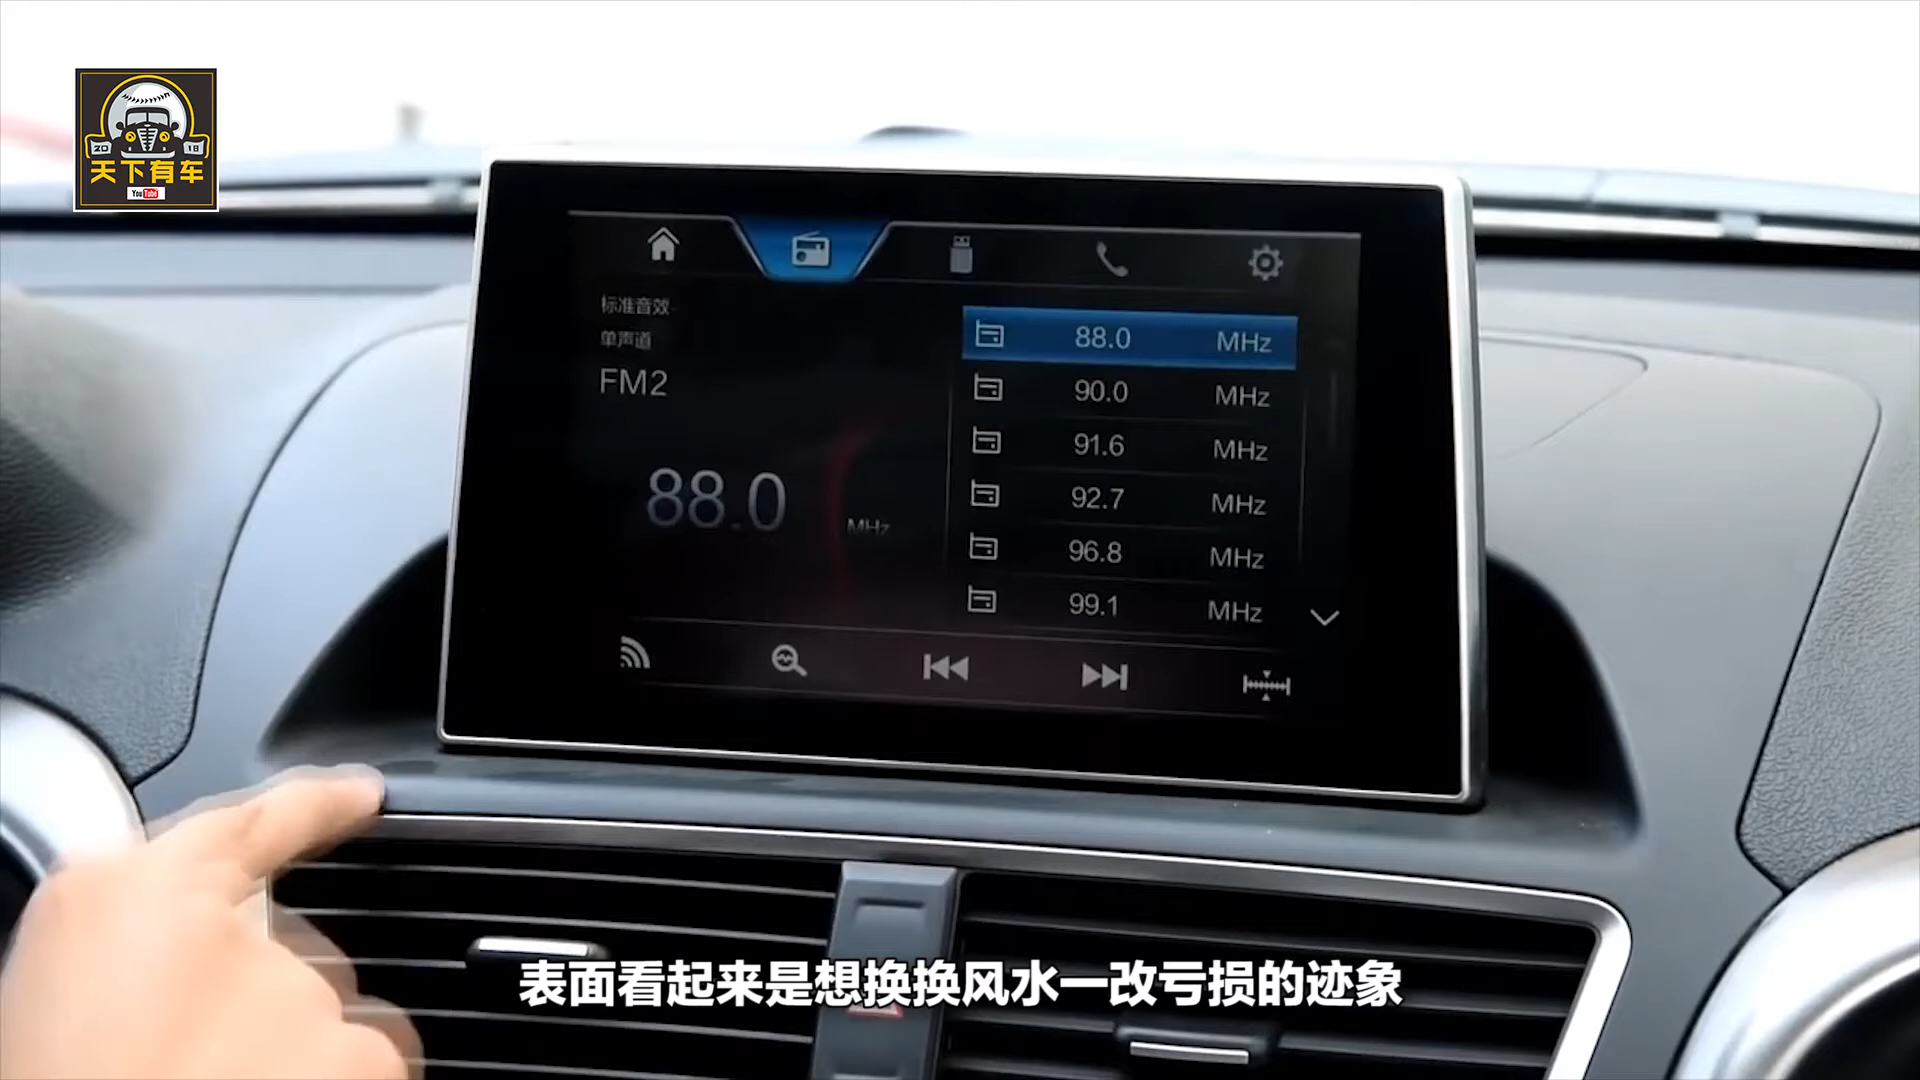 20 18
天下有车
YouTube
标准音效
单声道
FM2
88.0 MHz
88.0 MHz
90.0 MHz
91.6 MHz
92.7 MHz
96.8 MHz
99.1 MHz
表面看起来是想换换风水一改亏损的迹象